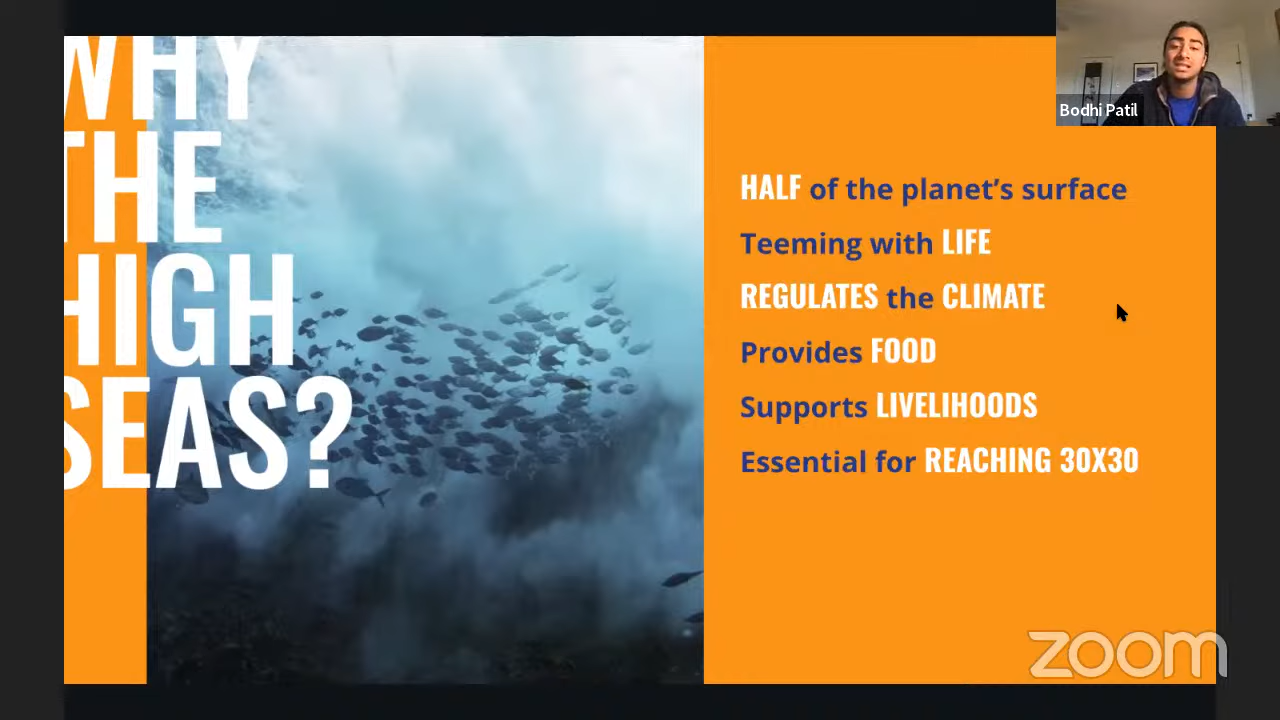 WHY
THE
HIGH
SEAS?
Bodhi Patil
HALF of the planet's surface
Teeming with LIFE
REGULATES the CLIMATE
Provides FOOD
Supports LIVELIHOODS
Essential for REACHING 30X30
zoom